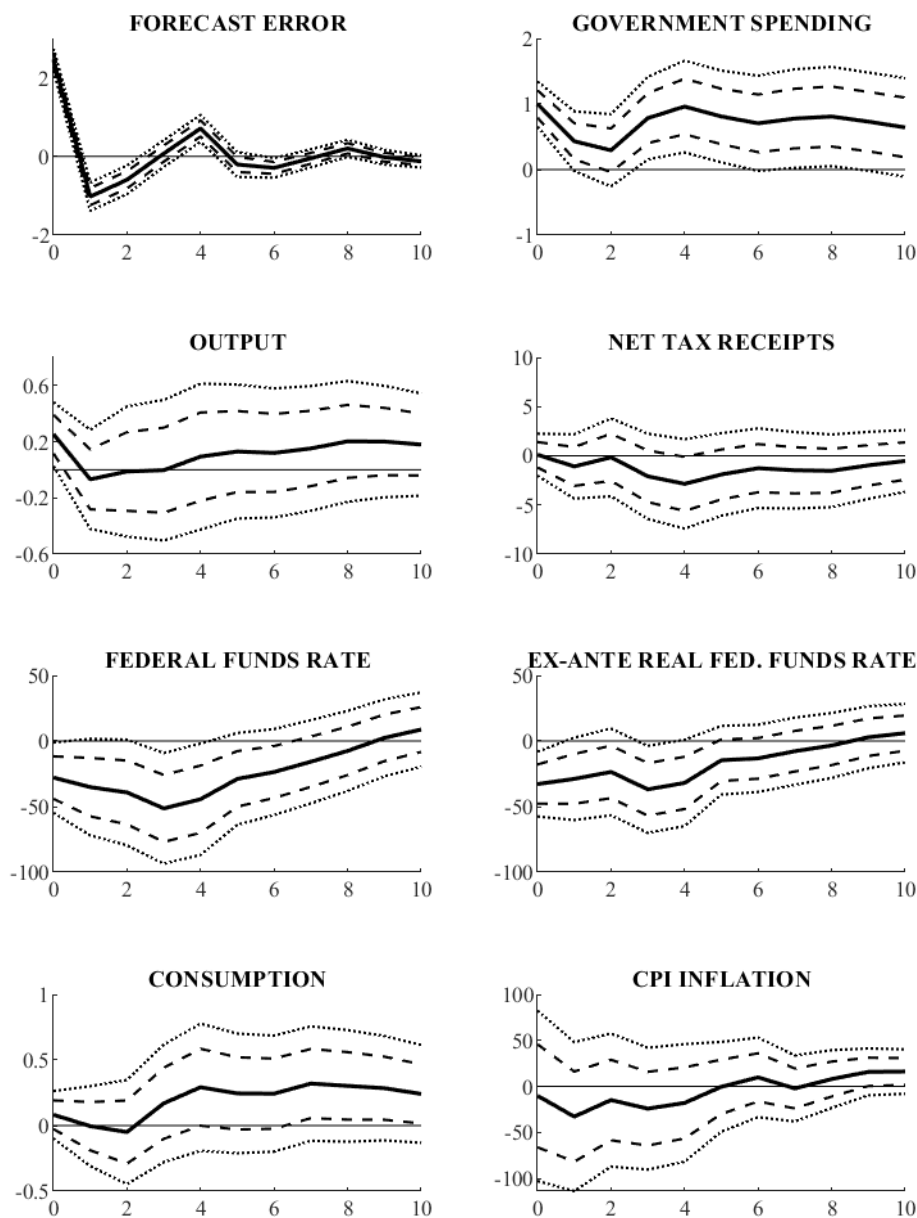 FORECAST ERROR
2
0
-2
0 2 4 6 8 10
GOVERNMENT SPENDING
2
1
0
-1
0 2 4 6 8 10
OUTPUT
0.6
0.2
-0.2
-0.6
0 2 4 6 8 10
NET TAX RECEIPTS
10
5
0
-5
-10
0 2 4 6 8 10
FEDERAL FUNDS RATE
50
0
-50
-100
0 2 4 6 8 10
EX-ANTE REAL FED. FUNDS RATE
50
0
-50
-100
0 2 4 6 8 10
CONSUMPTION
1
0.5
0
-0.5
0 2 4 6 8 10
CPI INFLATION
100
50
0
-50
-100
0 2 4 6 8 10